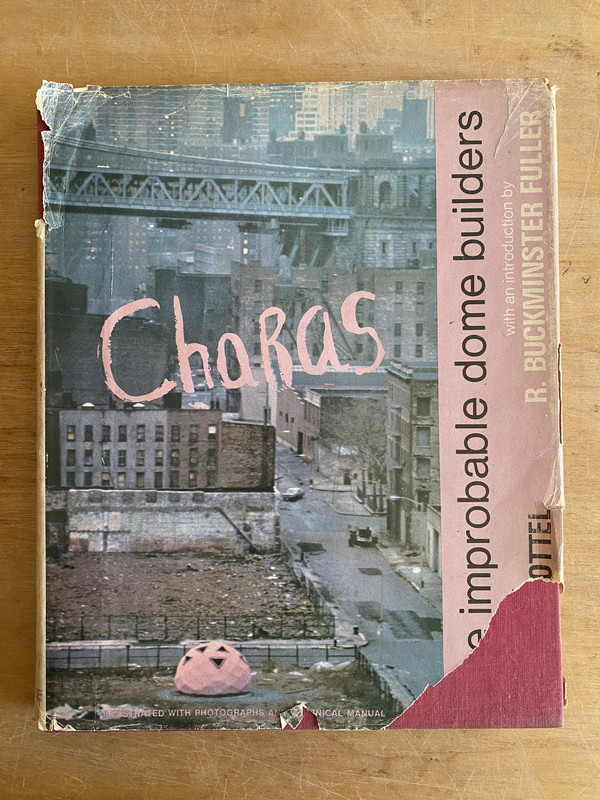 Charas
e improbable dome builders
with an introduction by
R. BUCKMINSTER FULLER
OTTEL
WITH PHOTOGRAPHS AN
NICAL MANUAL